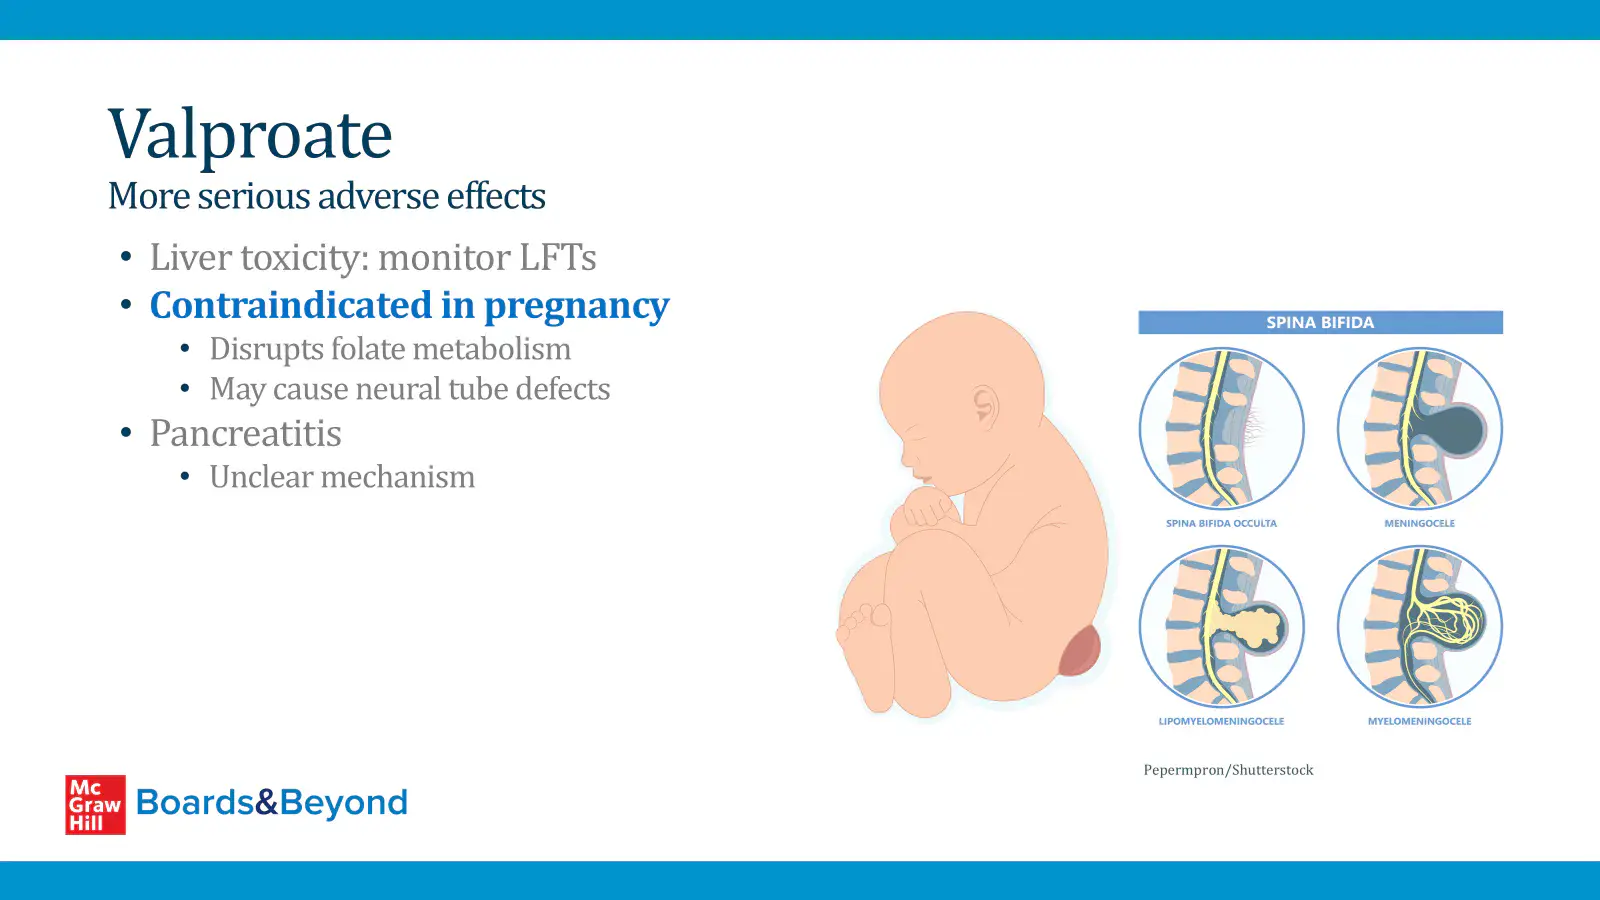 Valproate
More serious adverse effects
• Liver toxicity: monitor LFTs
• Contraindicated in pregnancy
• Disrupts folate metabolism
• May cause neural tube defects
• Pancreatitis
• Unclear mechanism
SPINA BIFIDA
SPINA BIFIDA OCCULTA
MENINGOCELE
LIPOMYELOMENINGOCELE
MYELOMENINGOCELE
Pepermpron/Shutterstock
Mc
Graw
Hill
Boards&Beyond